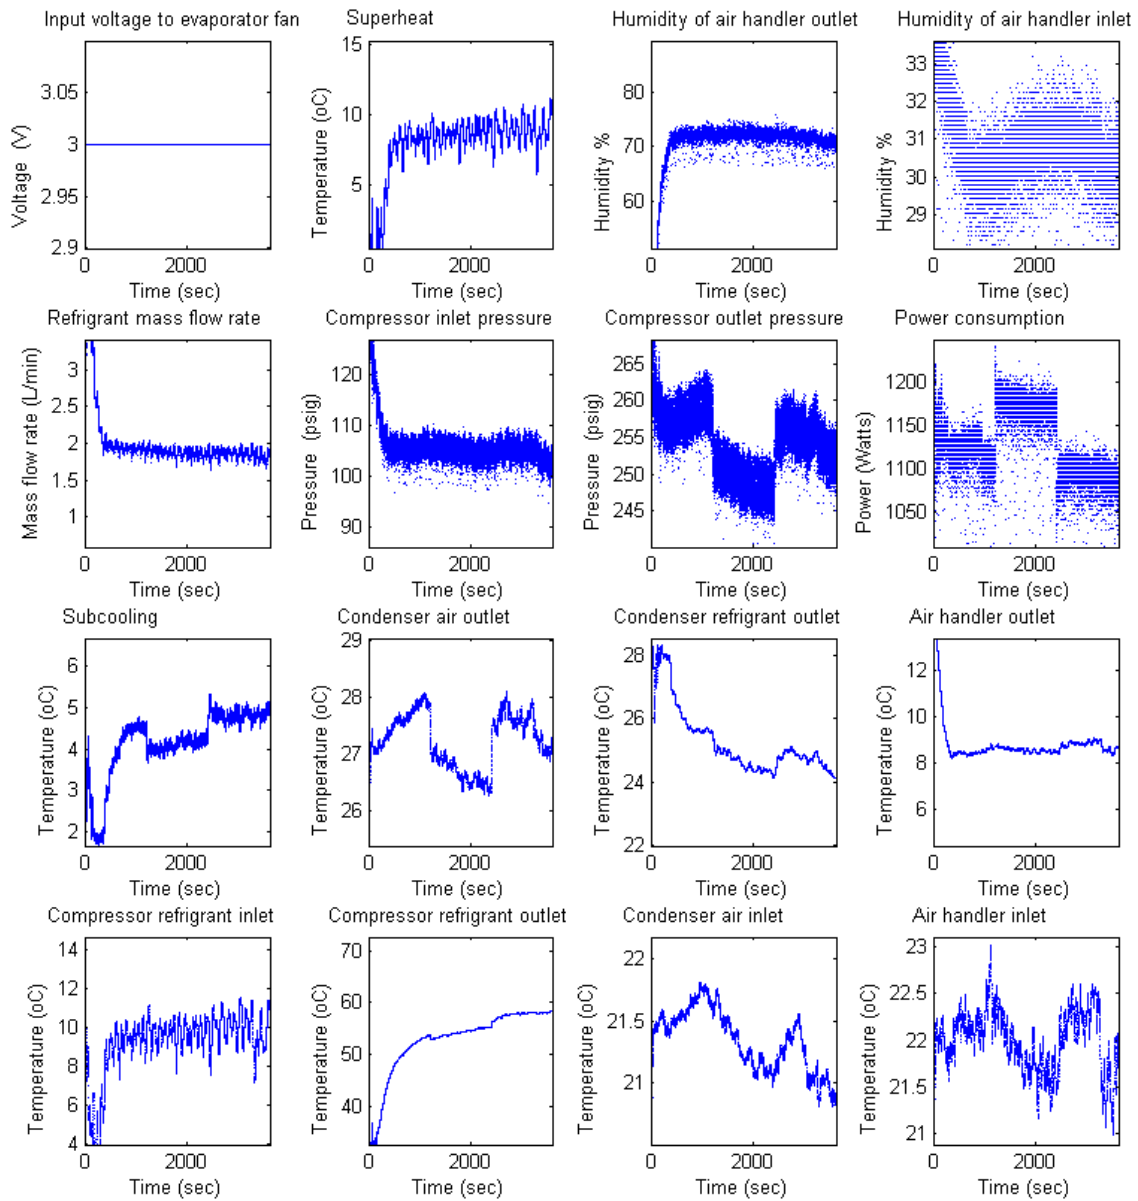 Input voltage to evaporator fan
Voltage (V)
3.05
3
2.95
2.9
0 2000
Time (sec)
Superheat
Temperature (oC)
15
10
5
0 2000
Time (sec)
Humidity of air handler outlet
Humidity %
80
70
60
0 2000
Time (sec)
Humidity of air handler inlet
Humidity %
33
32
31
30
29
0 2000
Time (sec)
Refrigrant mass flow rate
Mass flow rate (L/min)
3
2.5
2
1.5
1
0 2000
Time (sec)
Compressor inlet pressure
Pressure (psig)
120
110
100
90
0 2000
Time (sec)
Compressor outlet pressure
Pressure (psig)
265
260
255
250
245
0 2000
Time (sec)
Power consumption
Power (Watts)
1200
1150
1100
1050
0 2000
Time (sec)
Subcooling
Temperature (oC)
6
5
4
3
2
0 2000
Time (sec)
Condenser air outlet
Temperature (oC)
29
28
27
26
0 2000
Time (sec)
Condenser refrigrant outlet
Temperature (oC)
28
26
24
22
0 2000
Time (sec)
Air handler outlet
Temperature (oC)
12
10
8
6
0 2000
Time (sec)
Compressor refrigrant inlet
Temperature (oC)
14
12
10
8
6
4
0 2000
Time (sec)
Compressor refrigrant outlet
Temperature (oC)
70
60
50
40
0 2000
Time (sec)
Condenser air inlet
Temperature (oC)
22
21.5
21
0 2000
Time (sec)
Air handler inlet
Temperature (oC)
23
22.5
22
21.5
21
0 2000
Time (sec)